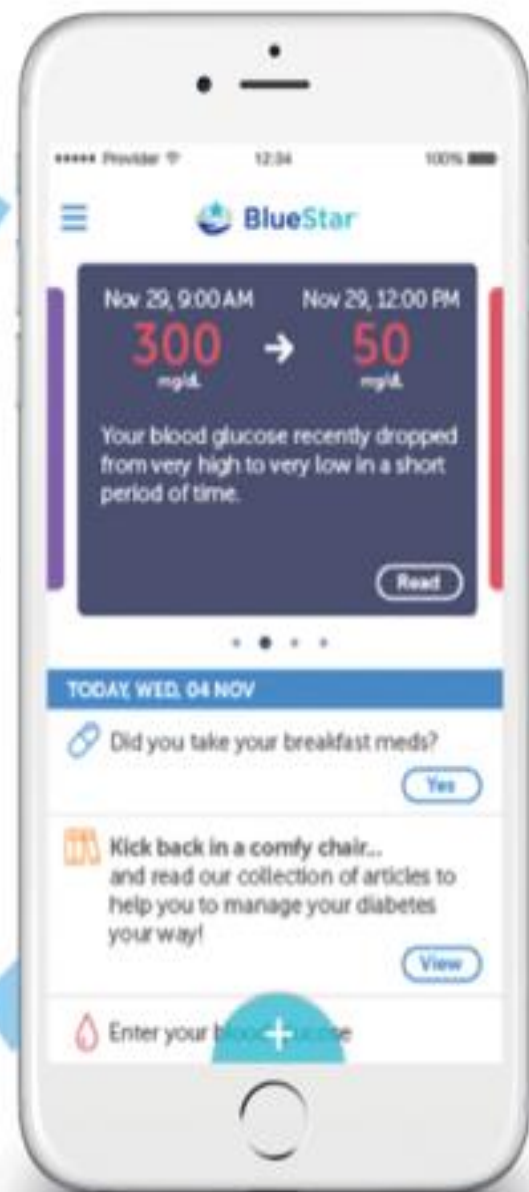 Provider 12:34 100%
BlueStar
Nov 29, 9:00 AM Nov 29, 12:00 PM
300 → 50
mg/dL mg/dL
Your blood glucose recently dropped
from very high to very low in a short
period of time.
Read
TODAY, WED, 04 NOV
Did you take your breakfast meds?
Yes
Kick back in a comfy chair...
and read our collection of articles to
help you to manage your diabetes
your way!
View
Enter your blood glucose
+